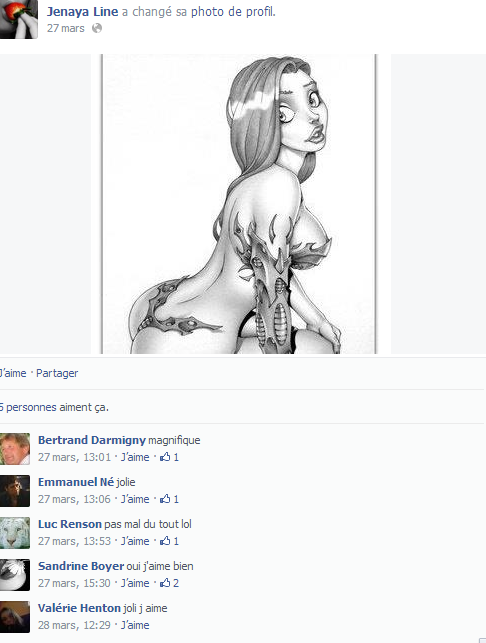 Jenaya Line a changé sa photo de profil.
27 mars
J'aime · Partager
5 personnes aiment ça.
Bertrand Darmigny magnifique
27 mars, 13:01 · J'aime · 1
Emmanuel Né jolie
27 mars, 13:06 · J'aime · 1
Luc Renson pas mal du tout lol
27 mars, 13:53 · J'aime · 1
Sandrine Boyer oui j'aime bien
27 mars, 15:30 · J'aime · 2
Valérie Henton joli j aime
28 mars, 12:29 · J'aime